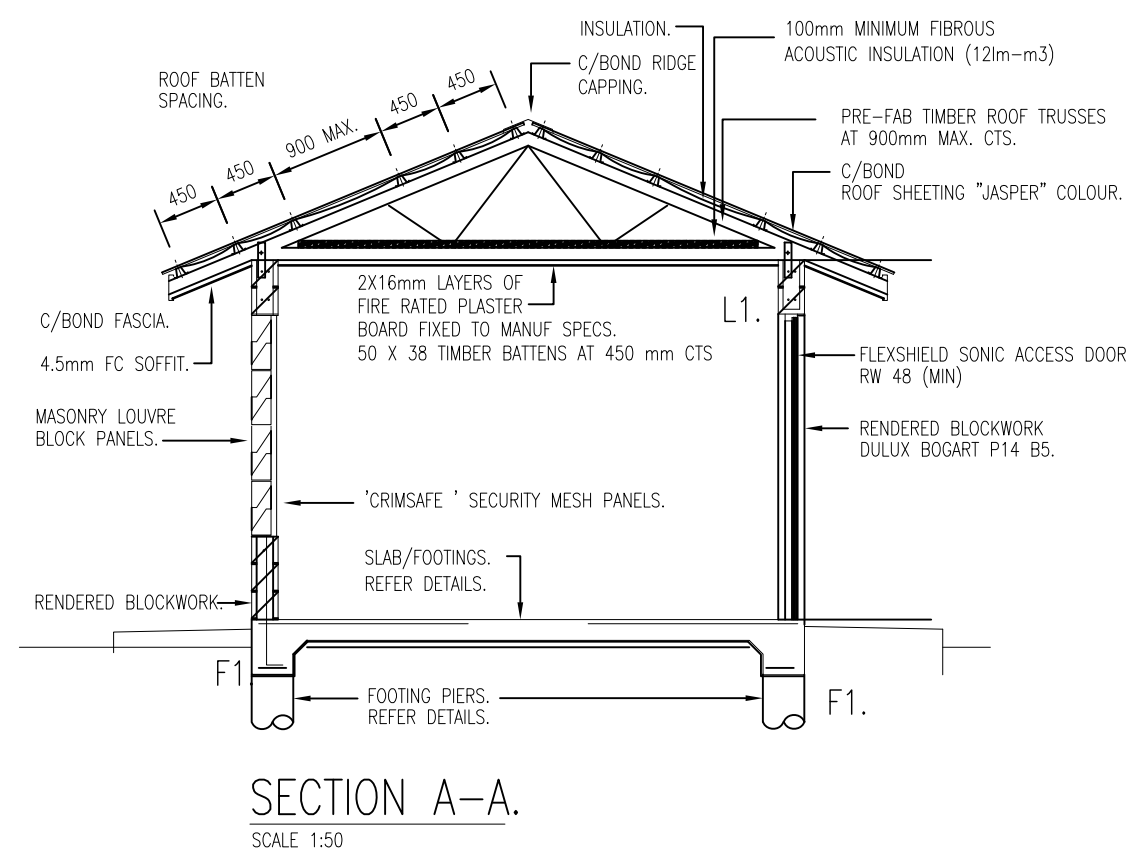 INSULATION.
100mm MINIMUM FIBROUS
ACOUSTIC INSULATION (12lm-m3)
C/BOND RIDGE
CAPPING.
ROOF BATTEN
SPACING.
450
450
900 MAX.
450
450
PRE-FAB TIMBER ROOF TRUSSES
AT 900mm MAX. CTS.
C/BOND
ROOF SHEETING "JASPER" COLOUR.
2X16mm LAYERS OF
FIRE RATED PLASTER
BOARD FIXED TO MANUF SPECS.
50 X 38 TIMBER BATTENS AT 450 mm CTS
L1.
C/BOND FASCIA.
4.5mm FC SOFFIT.
FLEXSHIELD SONIC ACCESS DOOR
RW 48 (MIN)
MASONRY LOUVRE
BLOCK PANELS.
RENDERED BLOCKWORK
DULUX BOGART P14 B5.
'CRIMSAFE ' SECURITY MESH PANELS.
SLAB/FOOTINGS.
REFER DETAILS.
RENDERED BLOCKWORK.
F1.
FOOTING PIERS.
REFER DETAILS.
F1.
SECTION A-A.
SCALE 1:50